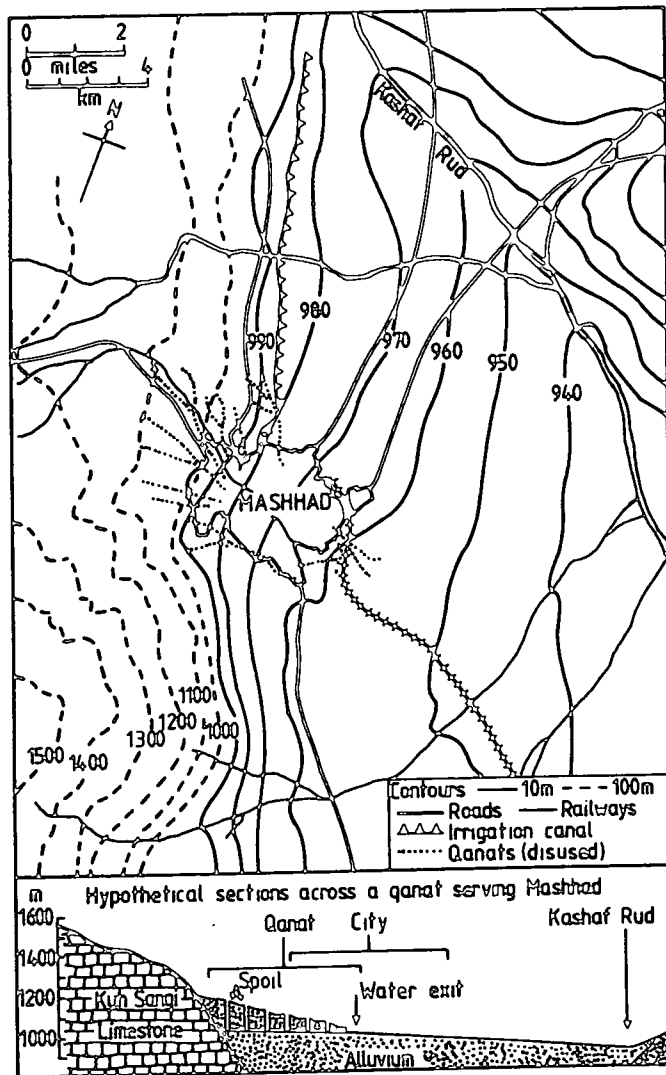 0 2
miles
0 4
km
N
Kashaf
Rud
990
980
970
960
950
940
MASHHAD
1500
1400
1300
1200
1100
1000
Contours 10m 100m
Roads Railways
Irrigation canal
Qanats (disused)
Hypothetical sections across a qanat serving Mashhad
m
1600
1400
1200
1000
Qanat City
Kashaf Rud
Spoil
Water exit
Kuh Sangi
Limestone
Alluvium